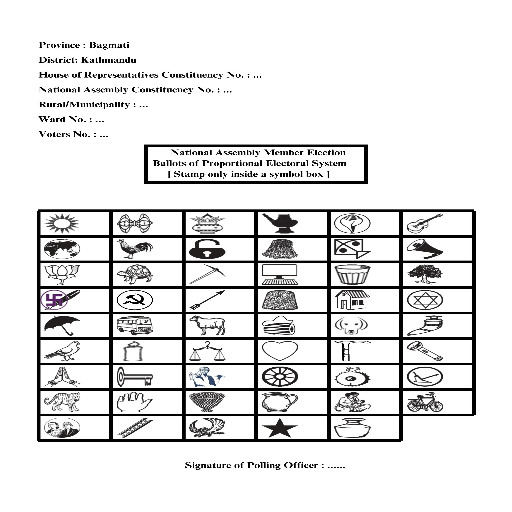 Province : Bagmati
District: Kathmandu
House of Representatives Constituency No. : ...
National Assembly Constituency No. : ...
Rural/Municipality : ...
Ward No. : ...
Voters No. : ...
National Assembly Member Election
Ballots of Proportional Electoral System
[ Stamp only inside a symbol box ]
Signature of Polling Officer : ......